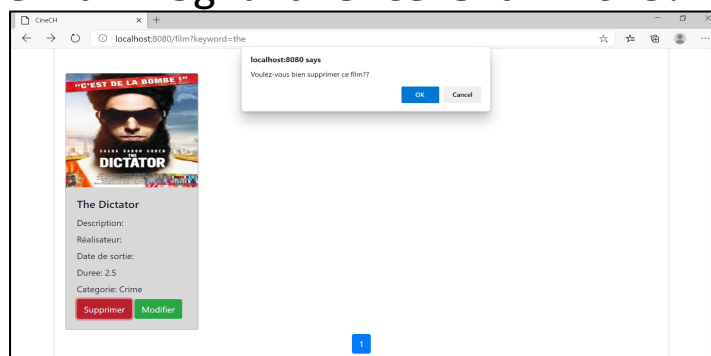 CineCH
localhost:8080/film?keyword=the
localhost:8080 says
Voulez-vous bien supprimer ce film??
OK Cancel
"C'EST DE LA BOMBE !"
SACHA BARON COHEN
THE
DICTATOR
The Dictator
Description:
Réalisateur:
Date de sortie:
Duree: 2.5
Categorie: Crime
Supprimer Modifier
1